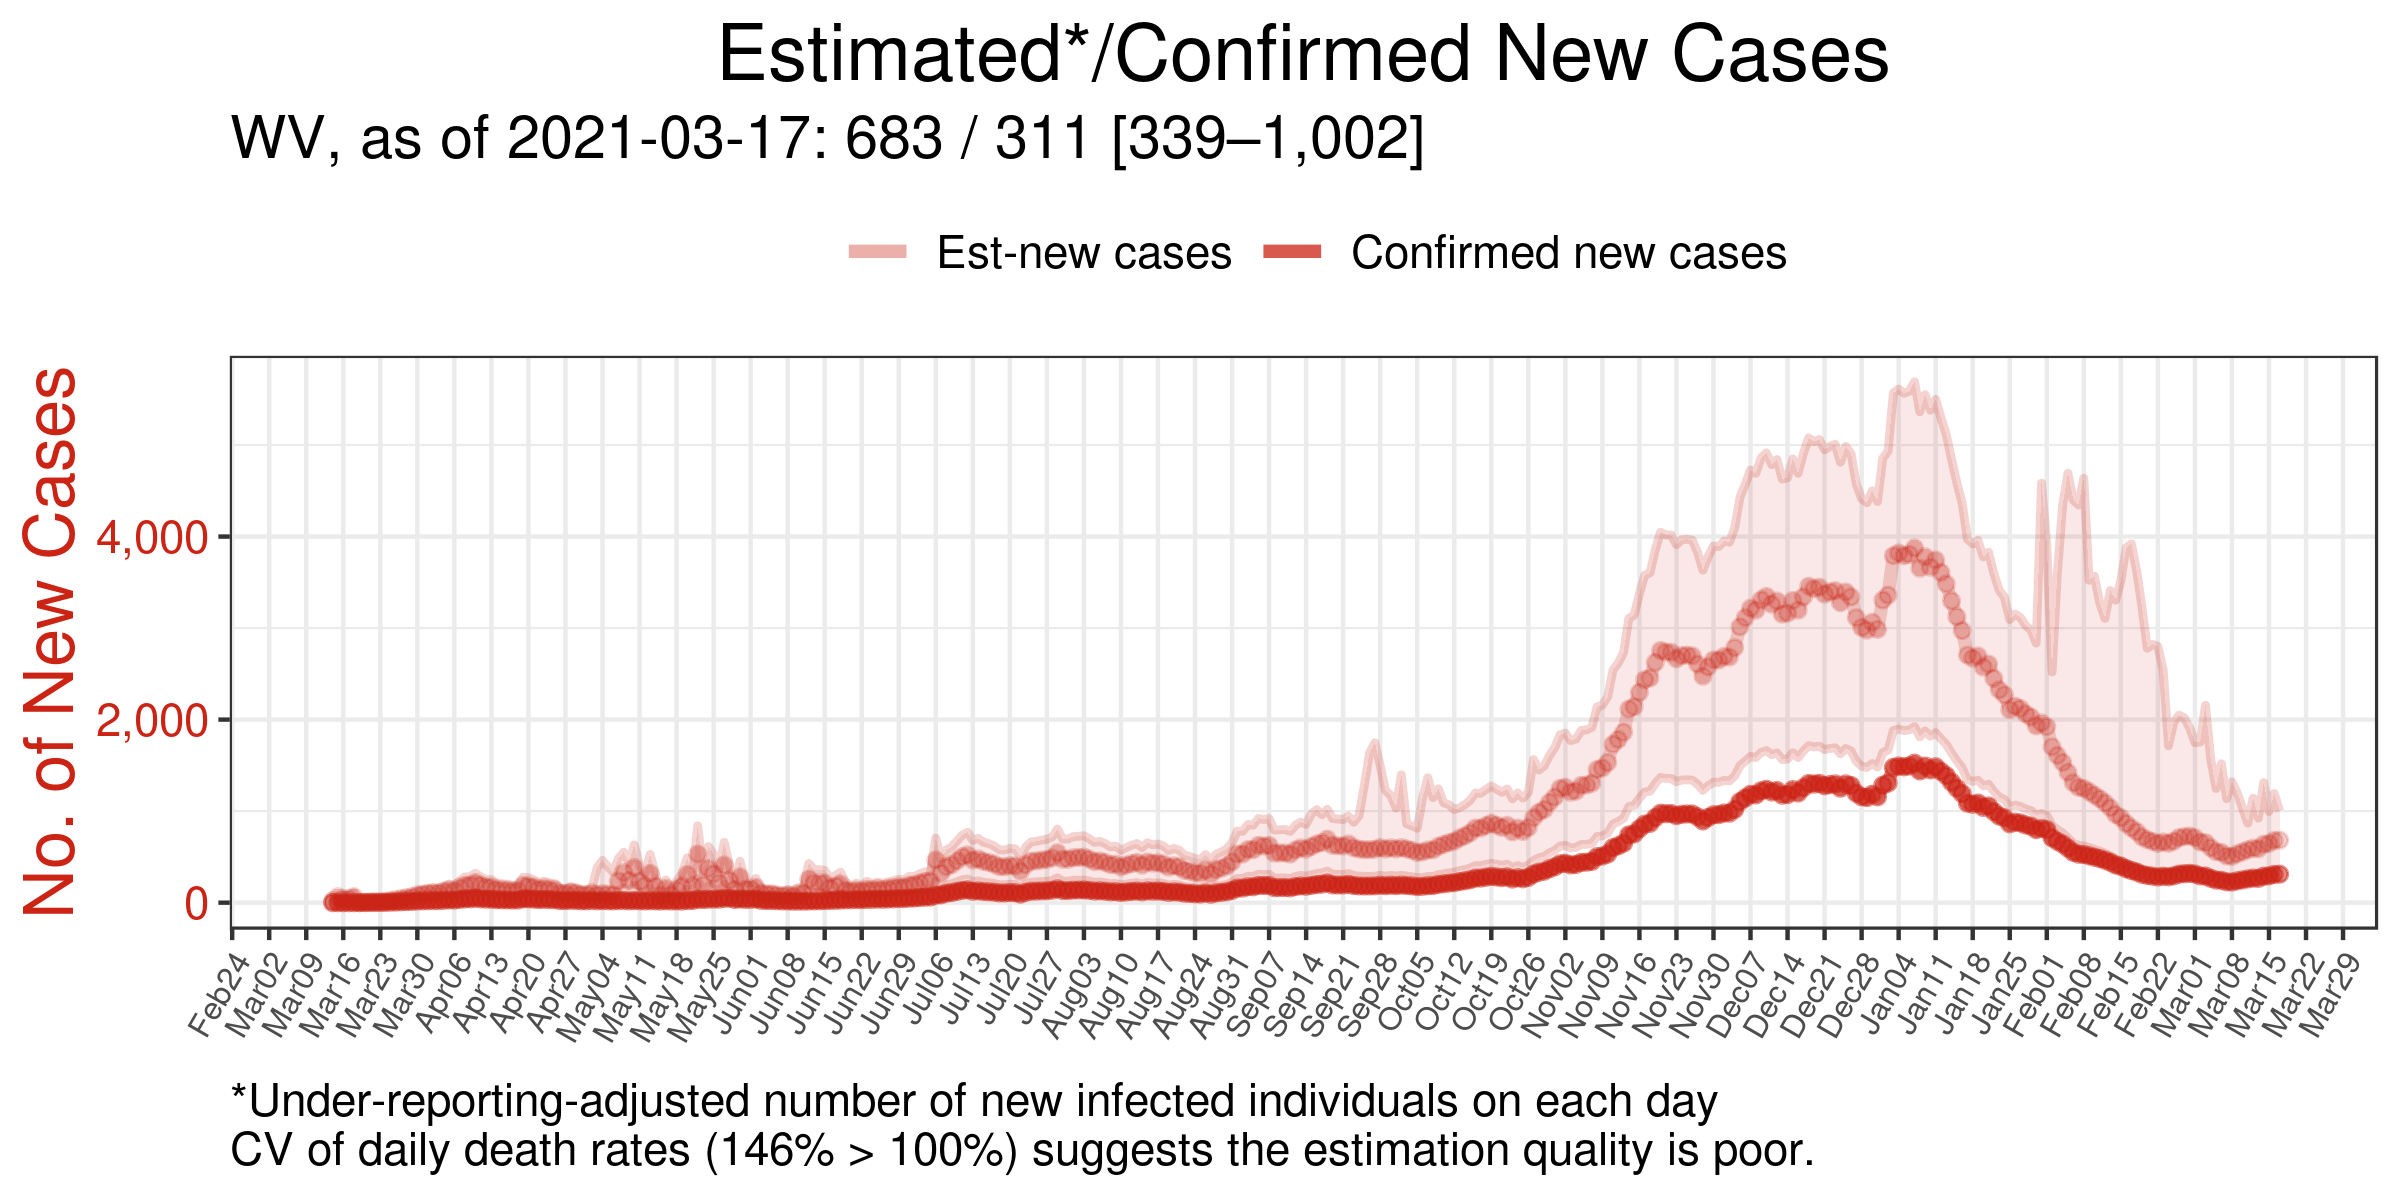 Estimated*/Confirmed New Cases
WV, as of 2021-03-17: 683 / 311 [339–1,002]
Est-new cases
Confirmed new cases
No. of New Cases
4,000
2,000
0
Feb24
Mar02
Mar09
Mar16
Mar23
Mar30
Apr06
Apr13
Apr20
Apr27
May04
May11
May18
May25
Jun01
Jun08
Jun15
Jun22
Jun29
Jul06
Jul13
Jul20
Jul27
Aug03
Aug10
Aug17
Aug24
Aug31
Sep07
Sep14
Sep21
Sep28
Oct05
Oct12
Oct19
Oct26
Nov02
Nov09
Nov16
Nov23
Nov30
Dec07
Dec14
Dec21
Dec28
Jan04
Jan11
Jan18
Jan25
Feb01
Feb08
Feb15
Feb22
Mar01
Mar08
Mar15
Mar22
Mar29
*Under-reporting-adjusted number of new infected individuals on each day
CV of daily death rates (146% > 100%) suggests the estimation quality is poor.